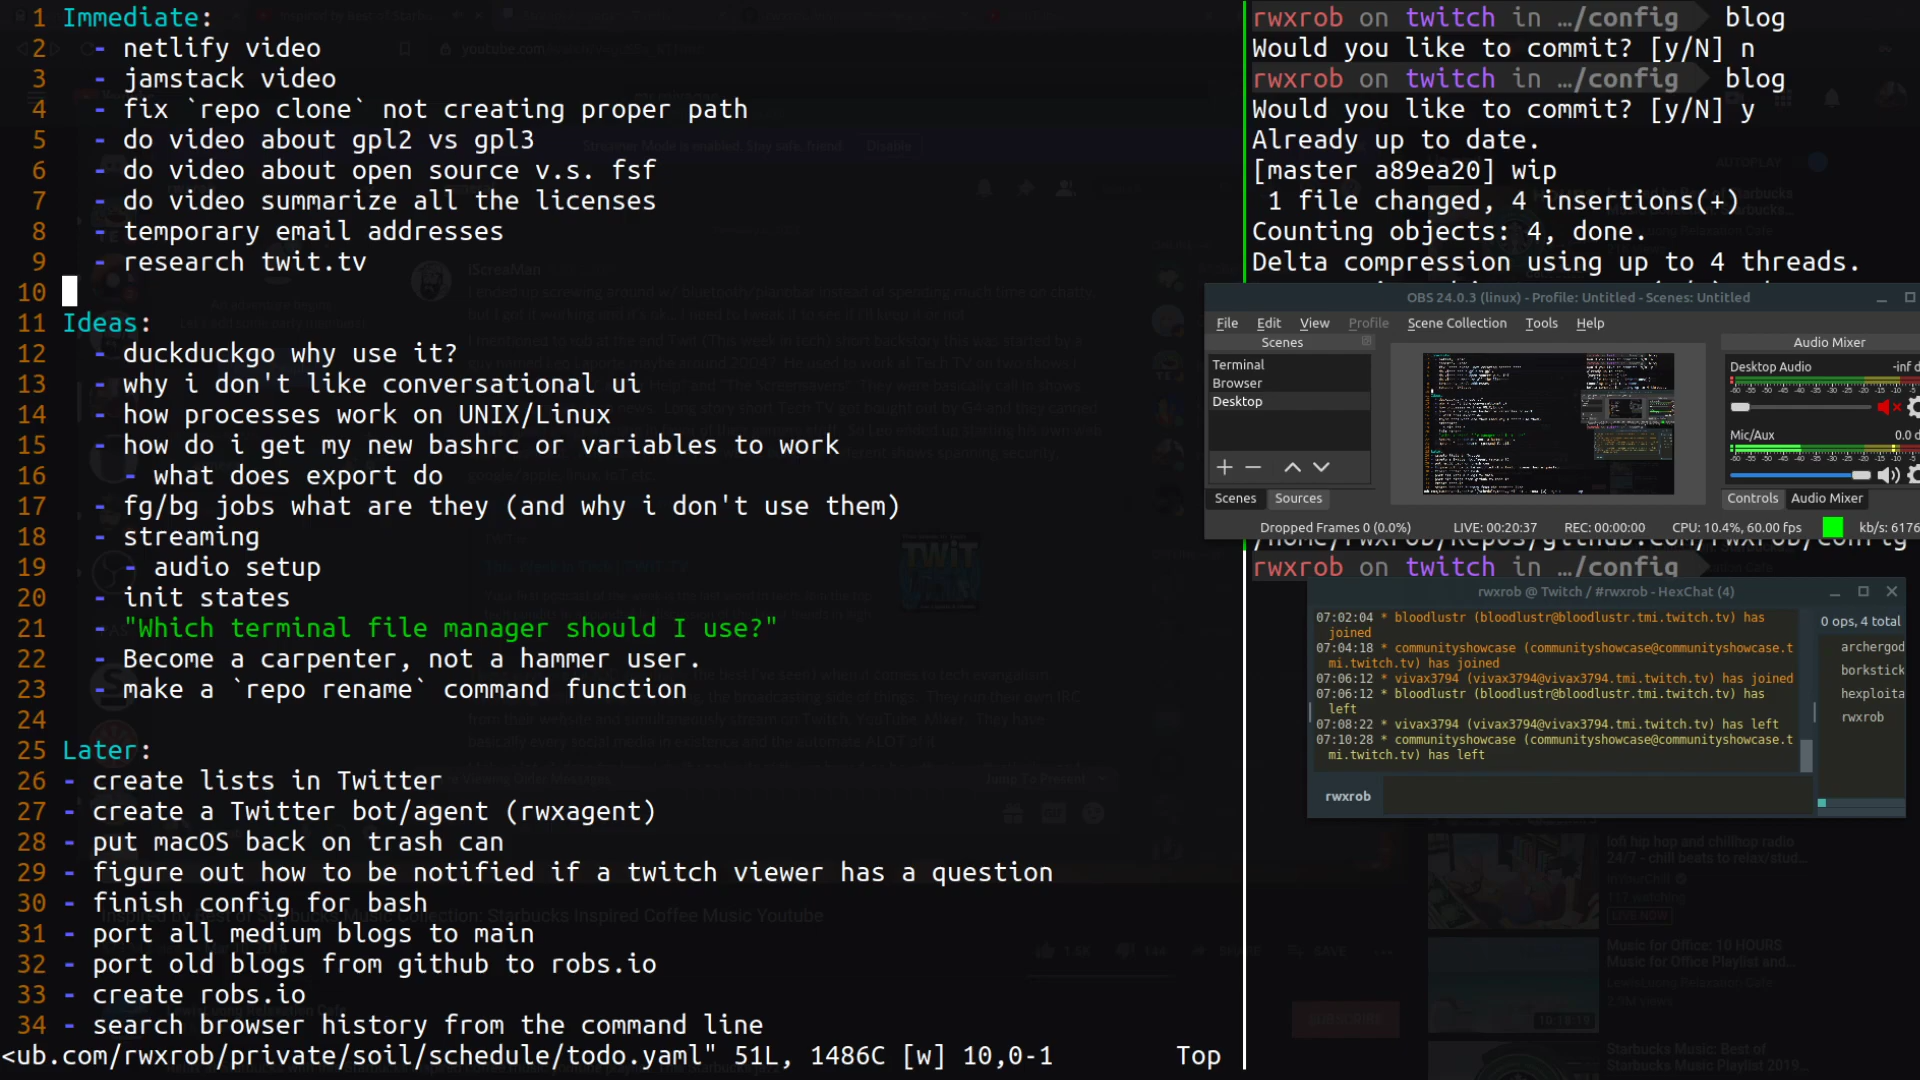 1 Immediate:
2 - netlify video
3 - jamstack video
4 - fix `repo clone` not creating proper path
5 - do video about gpl2 vs gpl3
6 - do video about open source v.s. fsf
7 - do video summarize all the licenses
8 - temporary email addresses
9 - research twit.tv
10
11 Ideas:
12 - duckduckgo why use it?
13 - why i don't like conversational ui
14 - how processes work on UNIX/Linux
15 - how do i get my new bashrc or variables to work
16 - what does export do
17 - fg/bg jobs what are they (and why i don't use them)
18 - streaming
19 - audio setup
20 - init states
21 - "Which terminal file manager should I use?"
22 - Become a carpenter, not a hammer user.
23 - make a `repo rename` command function
24
25 Later:
26 - create lists in Twitter
27 - create a Twitter bot/agent (rwxagent)
28 - put macOS back on trash can
29 - figure out how to be notified if a twitch viewer has a question
30 - finish config for bash
31 - port all medium blogs to main
32 - port old blogs from github to robs.io
33 - create robs.io
34 - search browser history from the command line
<ub.com/rwxrob/private/soil/schedule/todo.yaml" 51L, 1486C [w] 10,0-1 Top
rwxrob on twitch in …/config blog
Would you like to commit? [y/N] n
rwxrob on twitch in …/config blog
Would you like to commit? [y/N] y
Already up to date.
[master a89ea20] wip
1 file changed, 4 insertions(+)
Counting objects: 4, done.
Delta compression using up to 4 threads.
OBS 24.0.3 (linux) - Profile: Untitled - Scenes: Untitled
File Edit View Profile Scene Collection Tools Help
Scenes
Terminal
Browser
Desktop
Scenes Sources
Audio Mixer
Desktop Audio -inf d
Mic/Aux 0.0 d
Controls Audio Mixer
Dropped Frames 0 (0.0%) LIVE: 00:20:37 REC: 00:00:00 CPU: 10.4%, 60.00 fps kb/s: 6176
/home/rwxrob/Repos/github.com/rwxrob/config
rwxrob on twitch in …/config
rwxrob @ Twitch / #rwxrob - HexChat (4)
07:02:04 * bloodlustr (bloodlustr@bloodlustr.tmi.twitch.tv) has
joined
07:04:18 * communityshowcase (communityshowcase@communityshowcase.t
mi.twitch.tv) has joined
07:06:12 * vivax3794 (vivax3794@vivax3794.tmi.twitch.tv) has joined
07:06:12 * bloodlustr (bloodlustr@bloodlustr.tmi.twitch.tv) has
left
07:08:22 * vivax3794 (vivax3794@vivax3794.tmi.twitch.tv) has left
07:10:28 * communityshowcase (communityshowcase@communityshowcase.t
mi.twitch.tv) has left
rwxrob
0 ops, 4 total
archergod
borkstick
hexploita
rwxrob